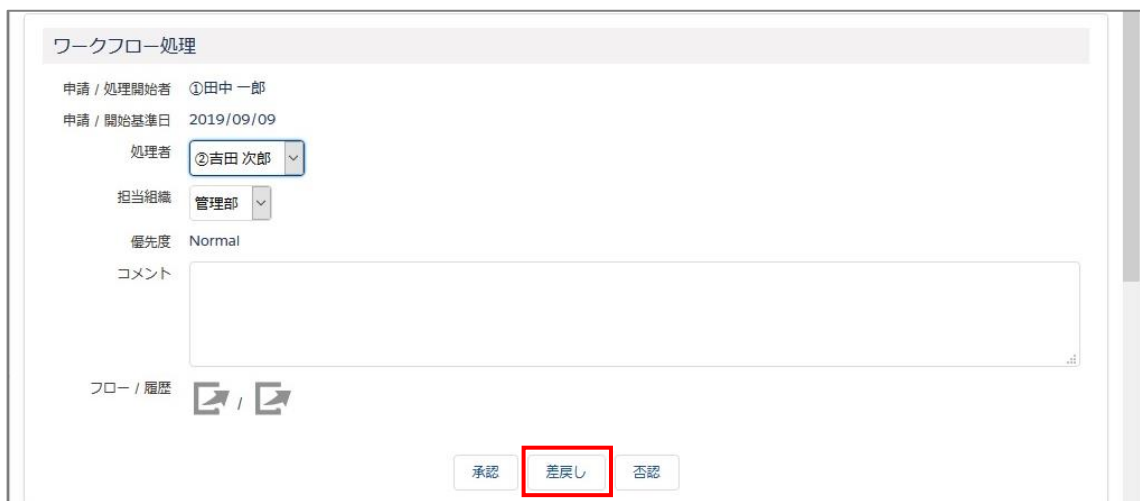 ワークフロー処理
申請 / 処理開始者 ①田中 一郎
申請 / 開始基準日 2019/09/09
処理者 ②吉田 次郎
担当組織 管理部
優先度 Normal
コメント
フロー / 履歴 /
承認 差戻し 否認